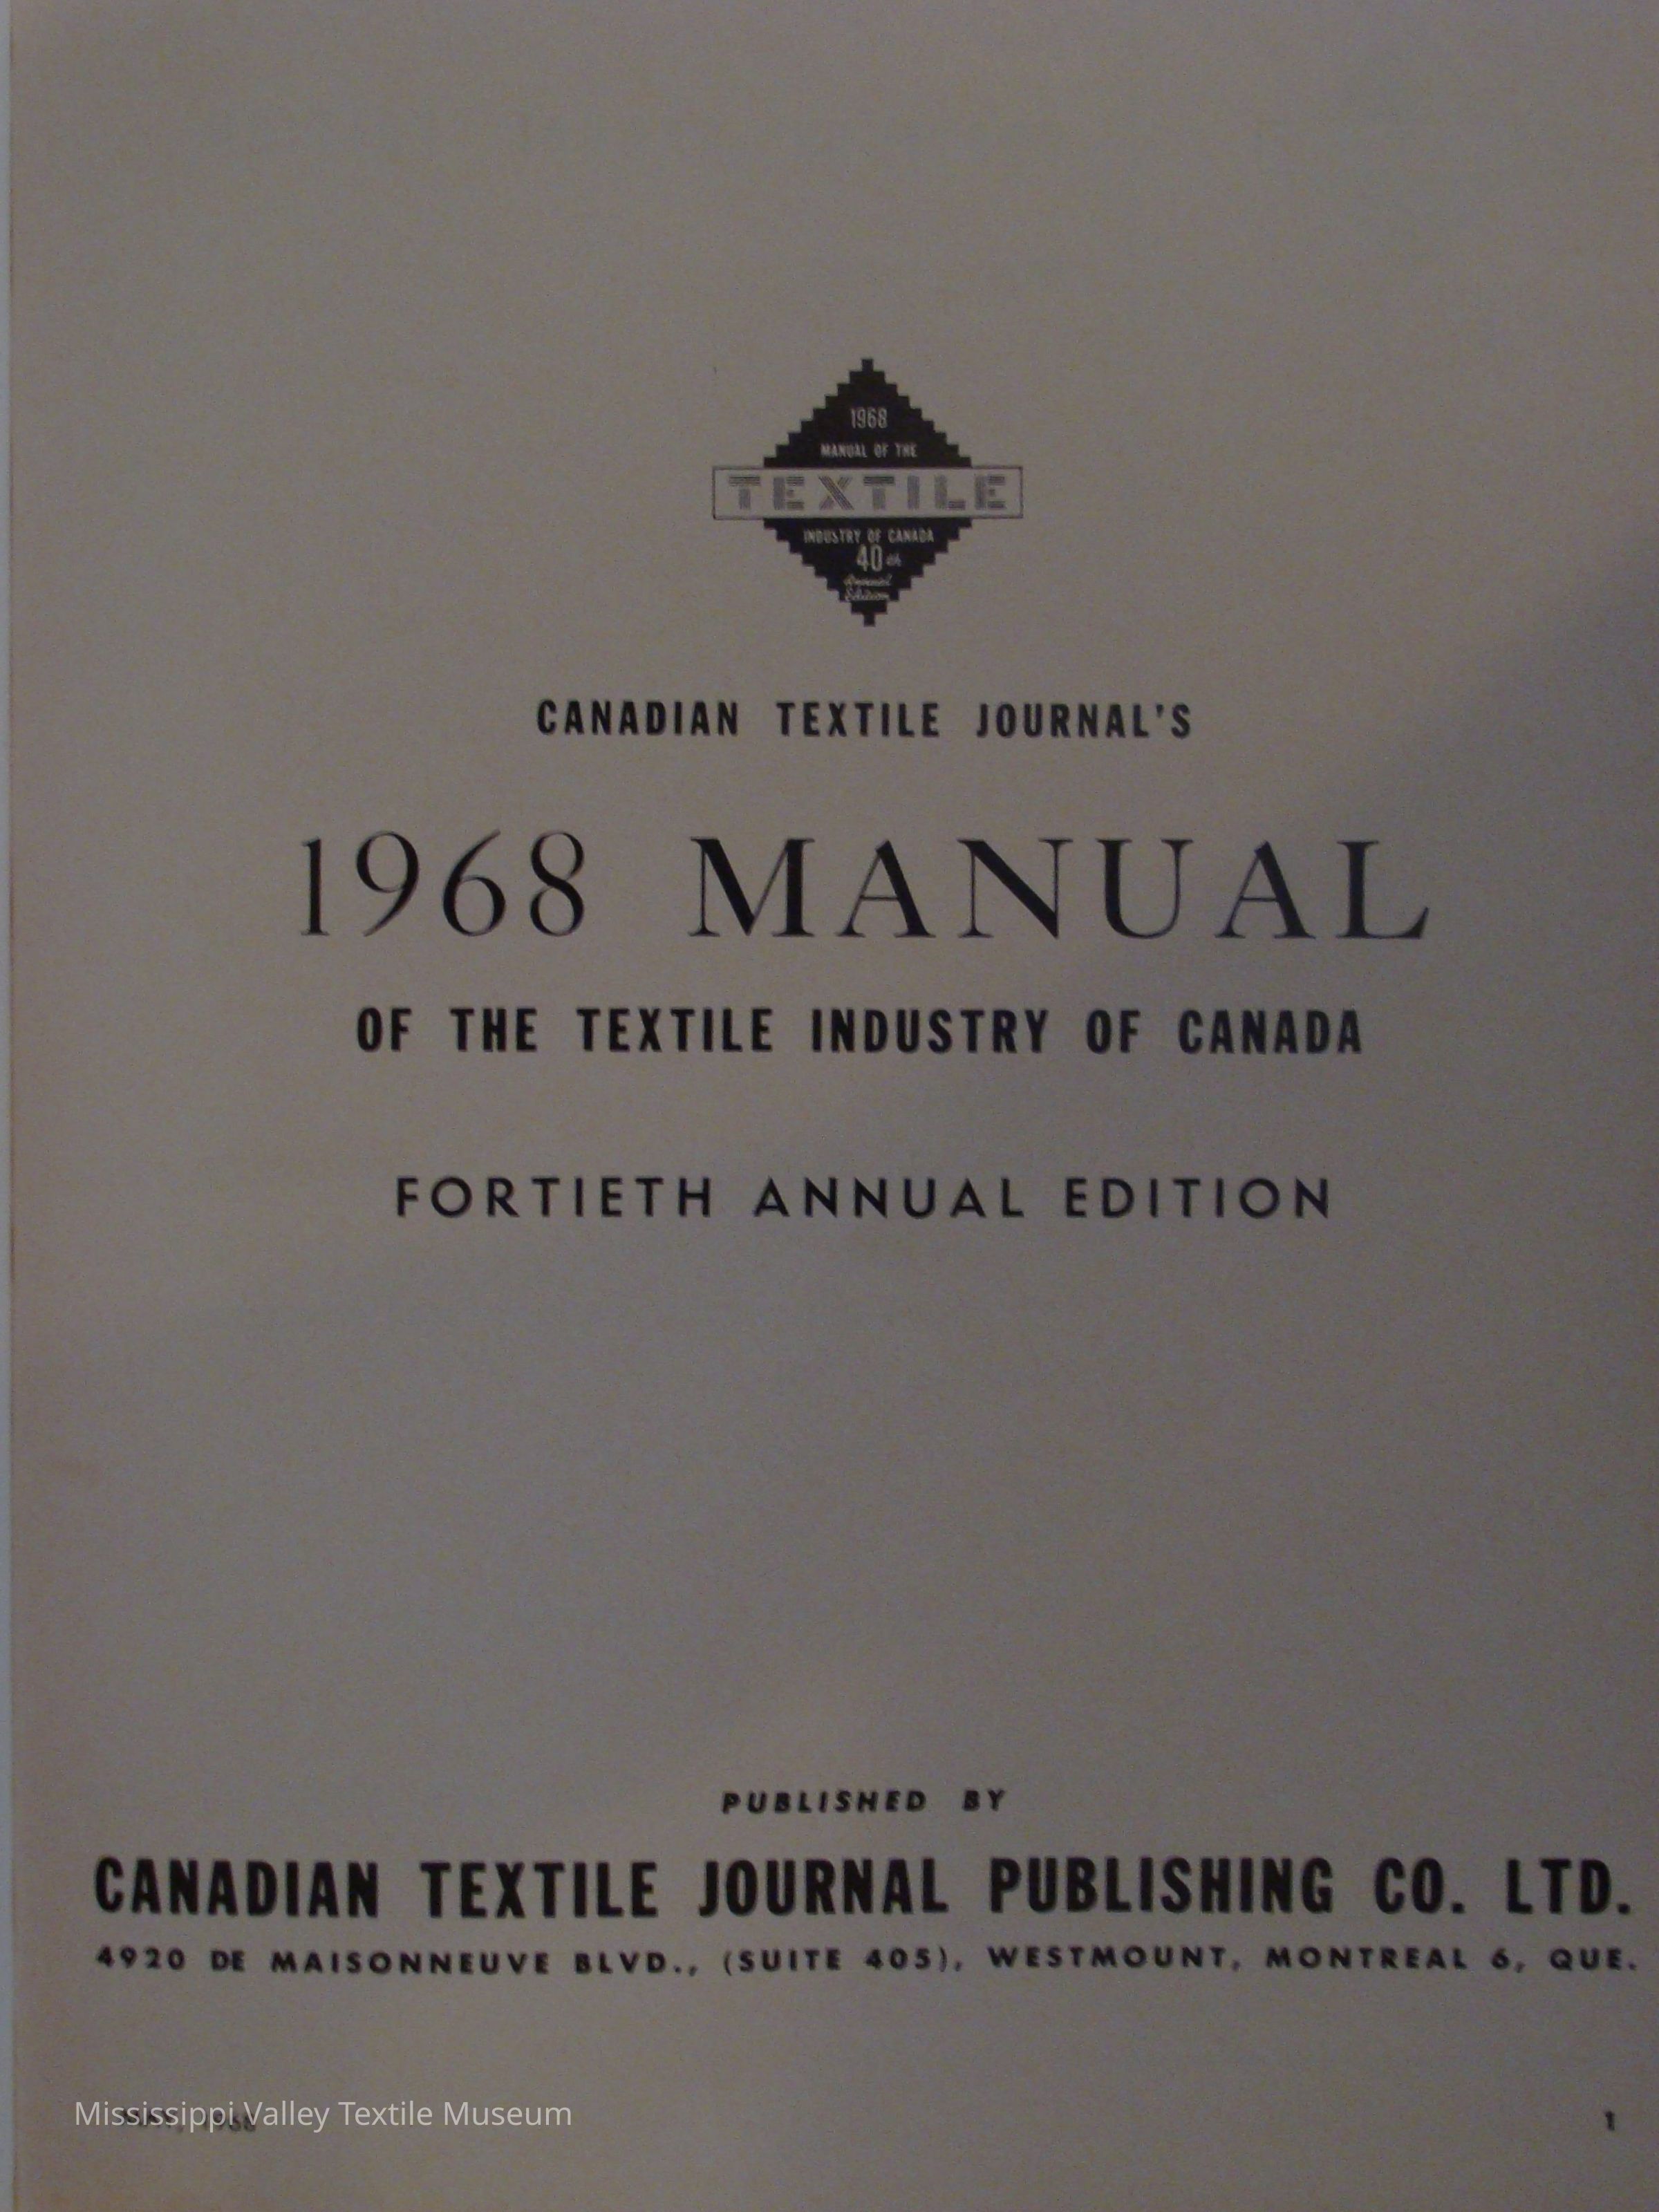 1968
MANUAL OF THE
TEXTILE
INDUSTRY OF CANADA
40th
Annual
Edition
CANADIAN TEXTILE JOURNAL'S
1968 MANUAL
OF THE TEXTILE INDUSTRY OF CANADA
FORTIETH ANNUAL EDITION
PUBLISHED BY
CANADIAN TEXTILE JOURNAL PUBLISHING CO. LTD.
4920 DE MAISONNEUVE BLVD., (SUITE 405), WESTMOUNT, MONTREAL 6, QUE.
Mississippi Valley Textile Museum
1968
1